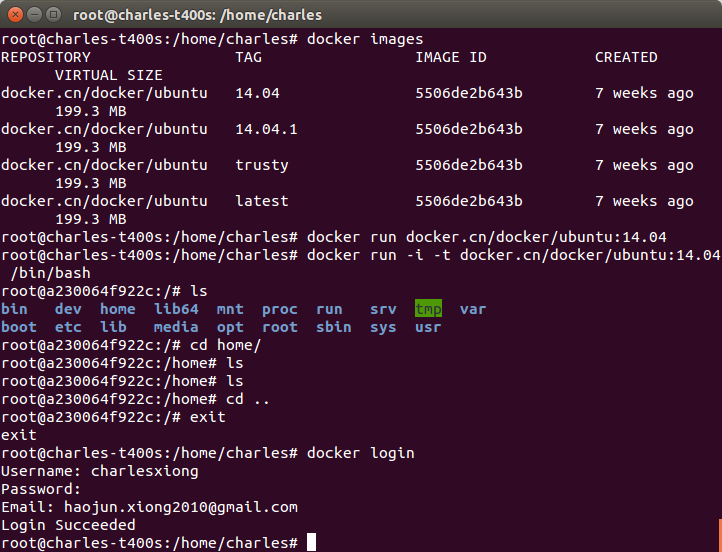 root@charles-t400s: /home/charles
root@charles-t400s:/home/charles# docker images
REPOSITORY TAG IMAGE ID CREATED
VIRTUAL SIZE
docker.cn/docker/ubuntu 14.04 5506de2b643b 7 weeks ago
199.3 MB
docker.cn/docker/ubuntu 14.04.1 5506de2b643b 7 weeks ago
199.3 MB
docker.cn/docker/ubuntu trusty 5506de2b643b 7 weeks ago
199.3 MB
docker.cn/docker/ubuntu latest 5506de2b643b 7 weeks ago
199.3 MB
root@charles-t400s:/home/charles# docker run docker.cn/docker/ubuntu:14.04
root@charles-t400s:/home/charles# docker run -i -t docker.cn/docker/ubuntu:14.04
/bin/bash
root@a230064f922c:/# ls
bin dev home lib64 mnt proc run srv tmp var
boot etc lib media opt root sbin sys usr
root@a230064f922c:/# cd home/
root@a230064f922c:/home# ls
root@a230064f922c:/home# ls
root@a230064f922c:/home# cd ..
root@a230064f922c:/# exit
exit
root@charles-t400s:/home/charles# docker login
Username: charlesxiong
Password:
Email: haojun.xiong2010@gmail.com
Login Succeeded
root@charles-t400s:/home/charles#